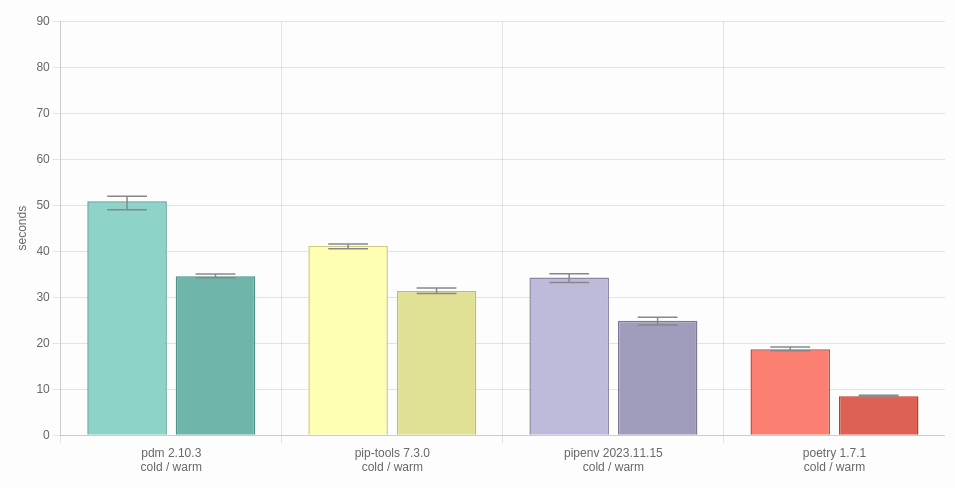 90
80
70
60
50
40
30
20
10
0
seconds
pdm 2.10.3
cold / warm
pip-tools 7.3.0
cold / warm
pipenv 2023.11.15
cold / warm
poetry 1.7.1
cold / warm